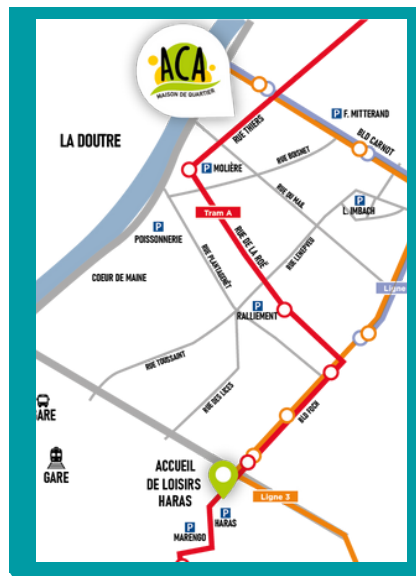 ACA
MAISON DE QUARTIER
P F. MITTERAND
BLD CARNOT
RUE THIERS
LA DOUTRE
RUE BOISNET
P MOLIÈRE
RUE DU MAIL
P
L. IMBACH
Tram A
P
POISSONNERIE
RUE DE LA ROË
RUE LENEPVEU
RUE PLANTAGENÊT
COEUR DE MAINE
Ligne
P
RALLIEMENT
RUE TOUSSAINT
RUE DES LICES
BLD FOCH
GARE
GARE
ACCUEIL
DE LOISIRS
HARAS
Ligne 3
P
HARAS
P
MARENGO